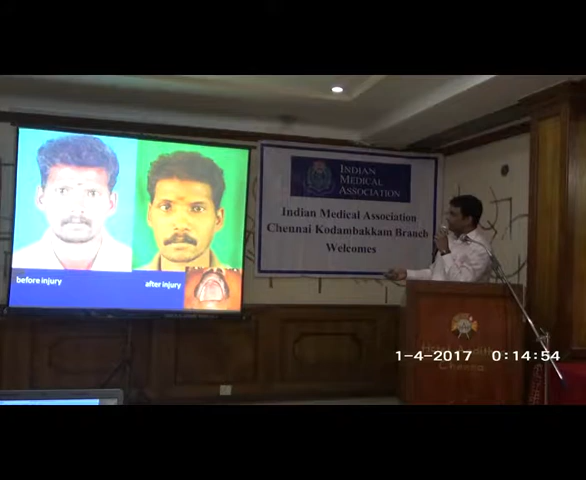 before injury
after injury
INDIAN
MEDICAL
ASSOCIATION
Indian Medical Association
Chennai Kodambakkam Branch
Welcomes
1-4-2017 0:14:54
Chennai